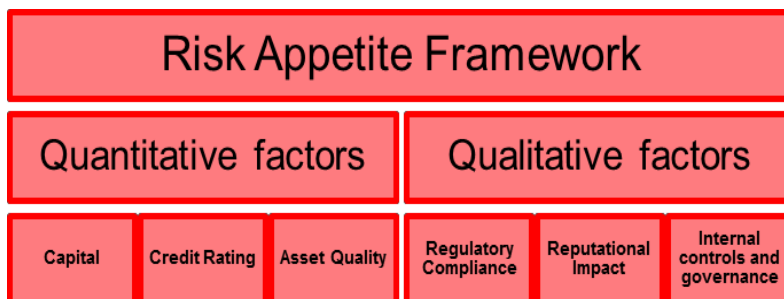 Risk Appetite Framework
Quantitative factors
Qualitative factors
Capital
Credit Rating
Asset Quality
Regulatory
Compliance
Reputational
Impact
Internal
controls and
governance